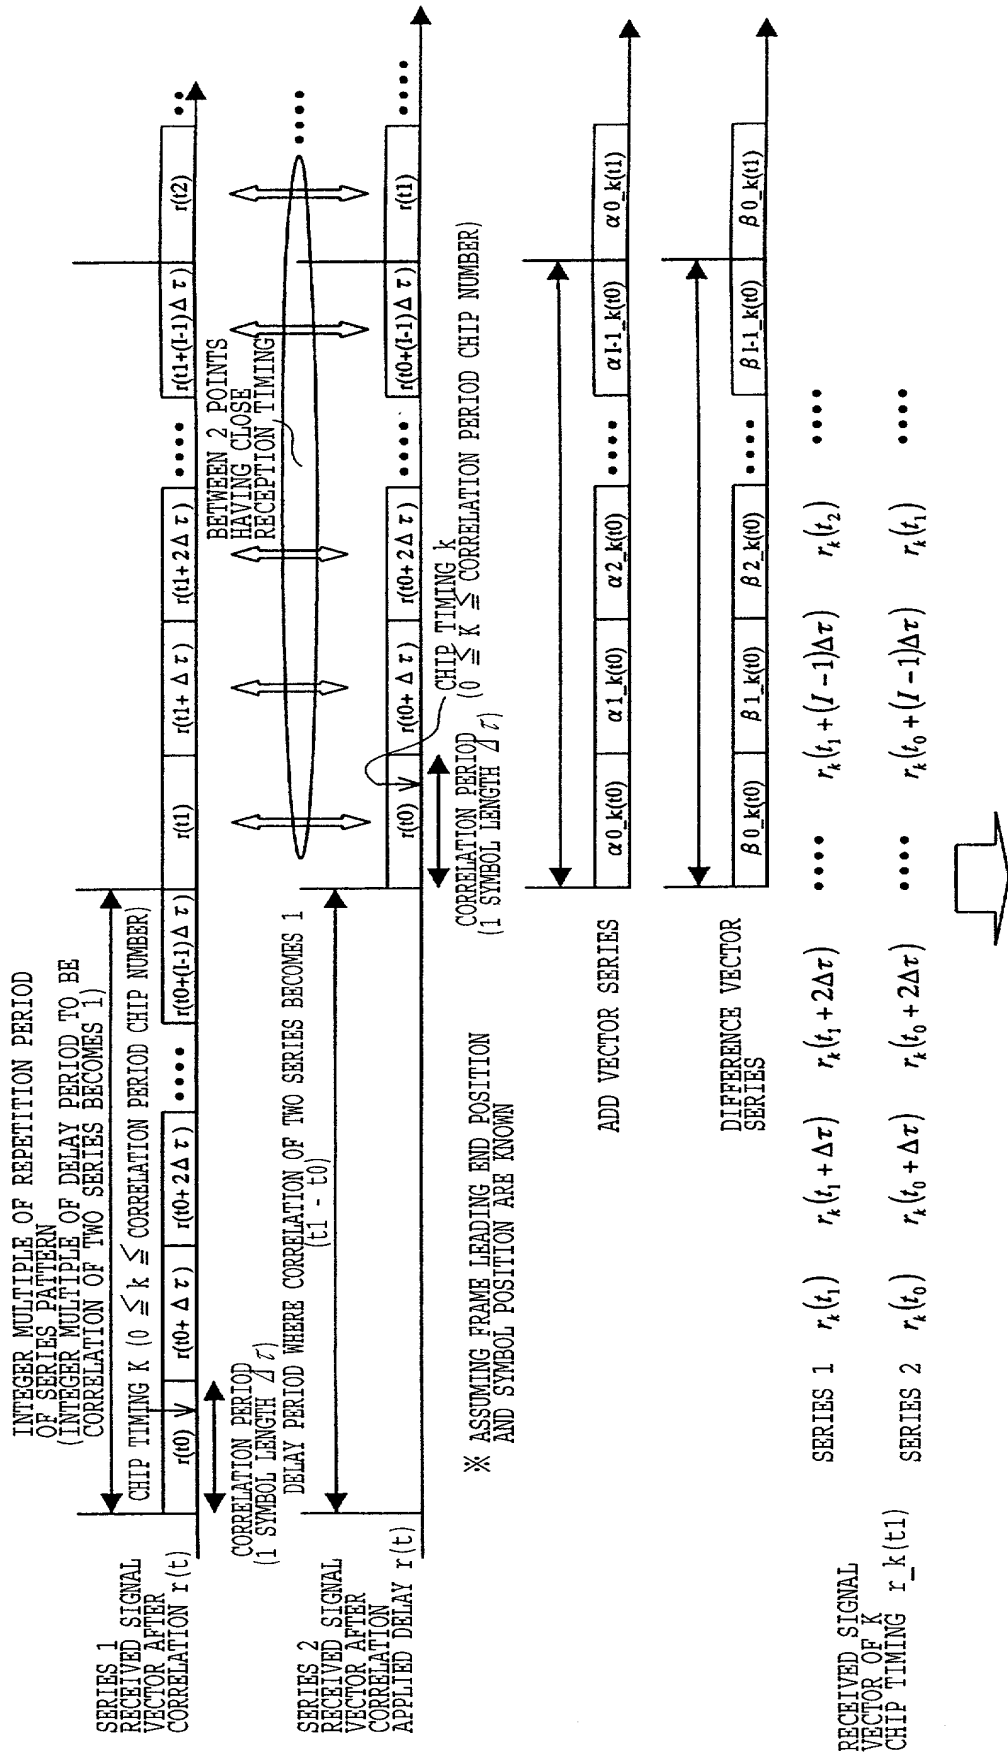 INTEGER MULTIPLE OF REPETITION PERIOD
OF SERIES PATTERN
(INTEGER MULTIPLE OF DELAY PERIOD TO BE
CORRELATION OF TWO SERIES BECOMES 1)
SERIES 1
RECEIVED SIGNAL
VECTOR AFTER
CORRELATION r(t)
CHIP TIMING K (0 ≦ k ≦ CORRELATION PERIOD CHIP NUMBER)
r(t0) r(t0+ Δ τ) r(t0+2Δ τ) •••• r(t0+(I-1)Δ τ) r(t1) r(t1+ Δ τ) r(t1+ 2Δ τ) •••• r(t1+(I-1)Δ τ) r(t2) ••
CORRELATION PERIOD
(1 SYMBOL LENGTH Δ τ)
BETWEEN 2 POINTS
HAVING CLOSE
RECEPTION TIMING
••••
SERIES 2
RECEIVED SIGNAL
VECTOR AFTER
CORRELATION
APPLIED DELAY r(t)
DELAY PERIOD WHERE CORRELATION OF TWO SERIES BECOMES 1
(t1 - t0)
r(t0) r(t0+ Δ τ) r(t0+ 2Δ τ) •••• r(t0+(I-1)Δ τ) r(t1) ••••
CHIP TIMING k
(0 ≦ K ≦ CORRELATION PERIOD CHIP NUMBER)
CORRELATION PERIOD
(1 SYMBOL LENGTH Δ τ)
※ ASSUMING FRAME LEADING END POSITION
AND SYMBOL POSITION ARE KNOWN
ADD VECTOR SERIES
α0_k(t0) α1_k(t0) α2_k(t0) •••• αI-1_k(t0) α0_k(t1)
DIFFERENCE VECTOR
SERIES
β0_k(t0) β1_k(t0) β2_k(t0) •••• βI-1_k(t0) β0_k(t1)
RECEIVED SIGNAL
VECTOR OF K
CHIP TIMING r_k(t1)
SERIES 1 r_k(t_1) r_k(t_1 + Δτ) r_k(t_1 + 2Δτ) •••• r_k(t_1 + (I - 1)Δτ) r_k(t_2) ••••
SERIES 2 r_k(t_0) r_k(t_0 + Δτ) r_k(t_0 + 2Δτ) •••• r_k(t_0 + (I - 1)Δτ) r_k(t_1) ••••